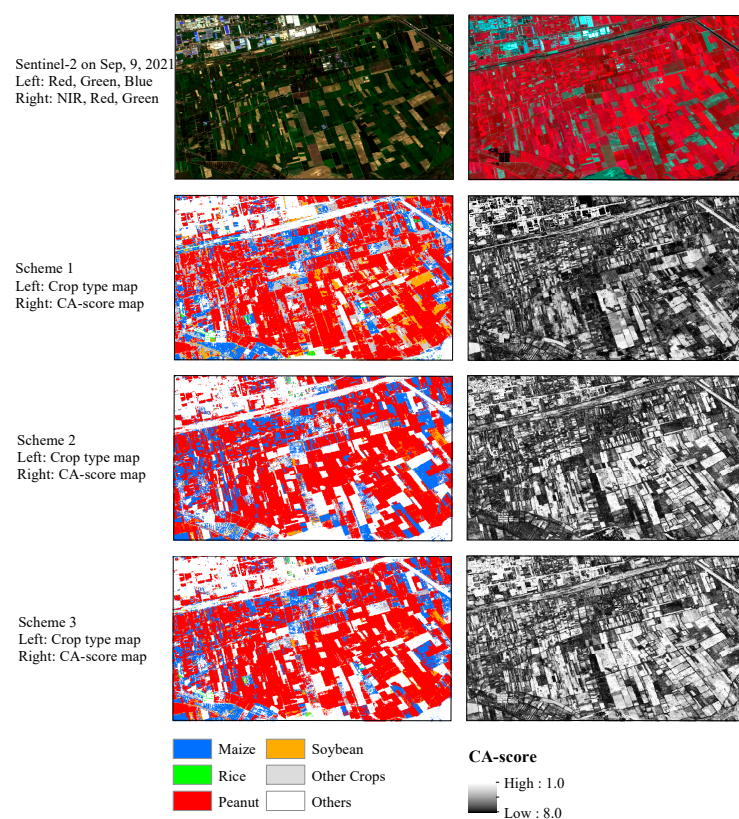 Sentinel-2 on Sep, 9, 2021
Left: Red, Green, Blue
Right: NIR, Red, Green
Scheme 1
Left: Crop type map
Right: CA-score map
Scheme 2
Left: Crop type map
Right: CA-score map
Scheme 3
Left: Crop type map
Right: CA-score map
Maize
Soybean
Rice
Other Crops
Peanut
Others
CA-score
High : 1.0
Low : 8.0